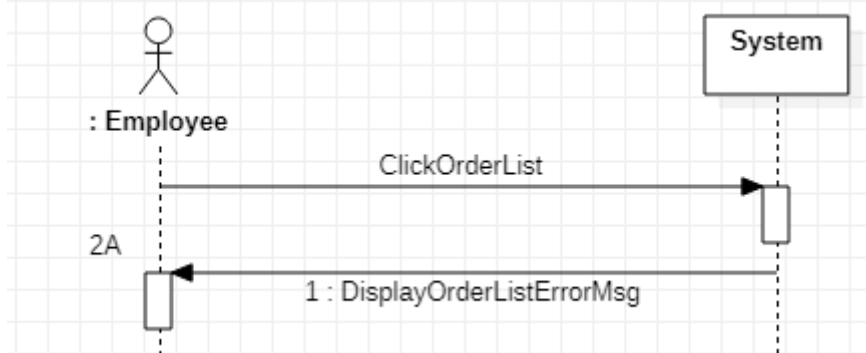 System
: Employee
ClickOrderList
2A
1 : DisplayOrderListErrorMsg